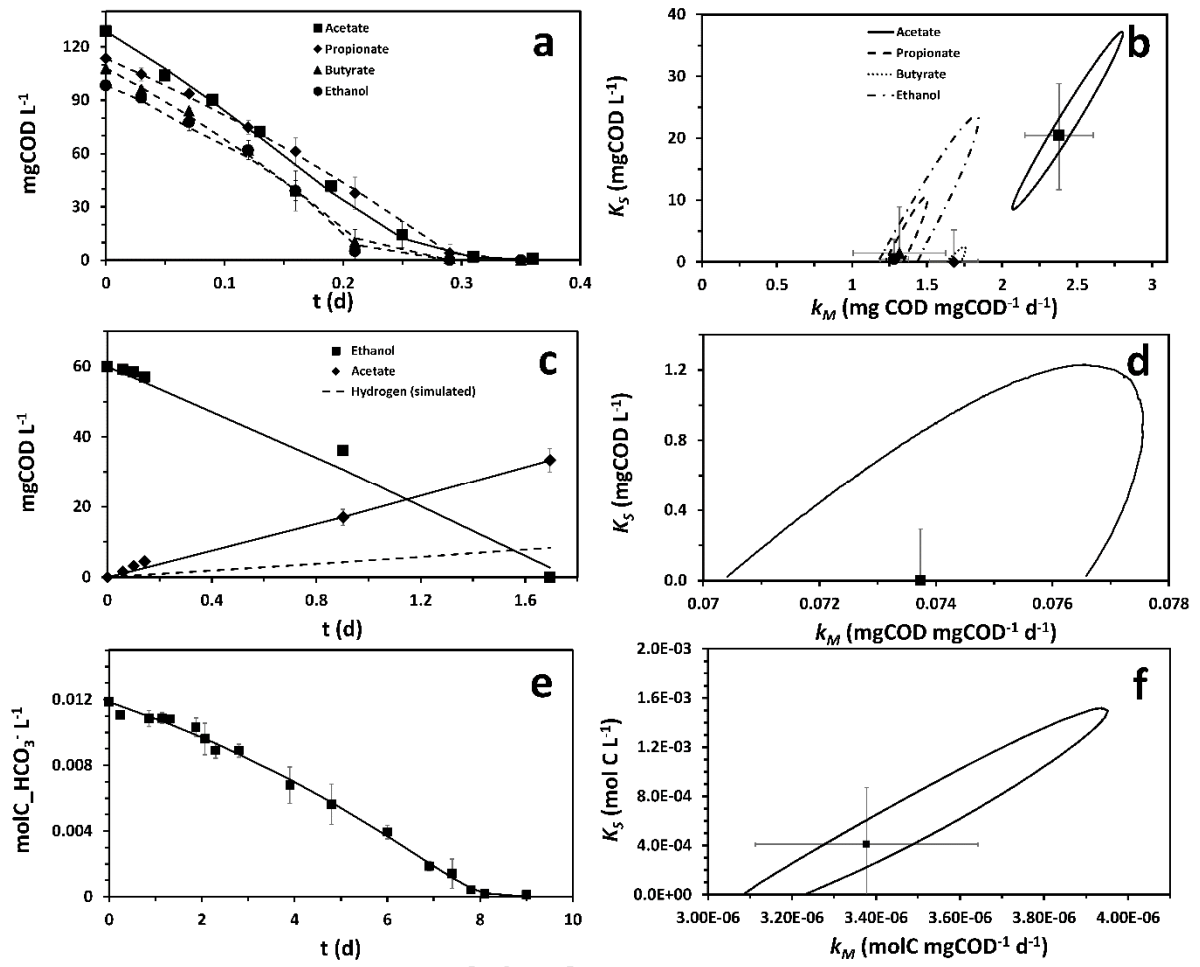 a
Acetate
Propionate
Butyrate
Ethanol
mgCOD L-1
120
90
60
30
0
0 0.1 0.2 0.3 0.4
t (d)
b
Acetate
Propionate
Butyrate
Ethanol
KS (mgCOD L-1)
40
30
20
10
0
0 0.5 1 1.5 2 2.5 3
kM (mg COD mgCOD-1 d-1)
c
Ethanol
Acetate
Hydrogen (simulated)
mgCOD L-1
60
40
20
0
0 0.4 0.8 1.2 1.6
t (d)
d
KS (mgCOD L-1)
1.2
0.8
0.4
0.0
0.07 0.072 0.074 0.076 0.078
kM (mgCOD mgCOD-1 d-1)
e
molC_HCO3- L-1
0.012
0.008
0.004
0
0 2 4 6 8 10
t (d)
f
KS (mol C L-1)
2.0E-03
1.6E-03
1.2E-03
8.0E-04
4.0E-04
0.0E+00
3.00E-06 3.20E-06 3.40E-06 3.60E-06 3.80E-06 4.00E-06
kM (molC mgCOD-1 d-1)